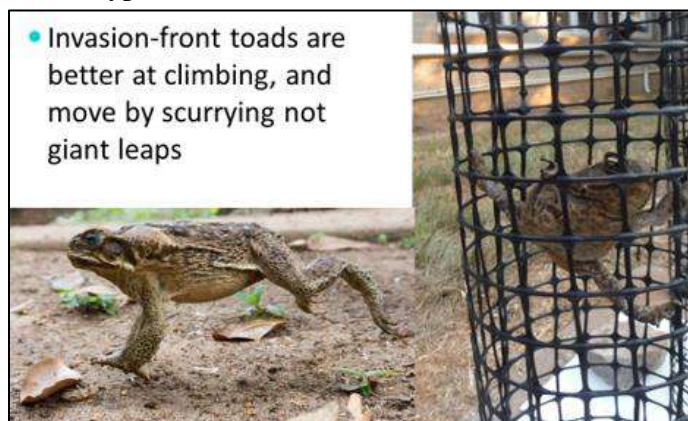 • Invasion-front toads are
better at climbing, and
move by scurrying not
giant leaps